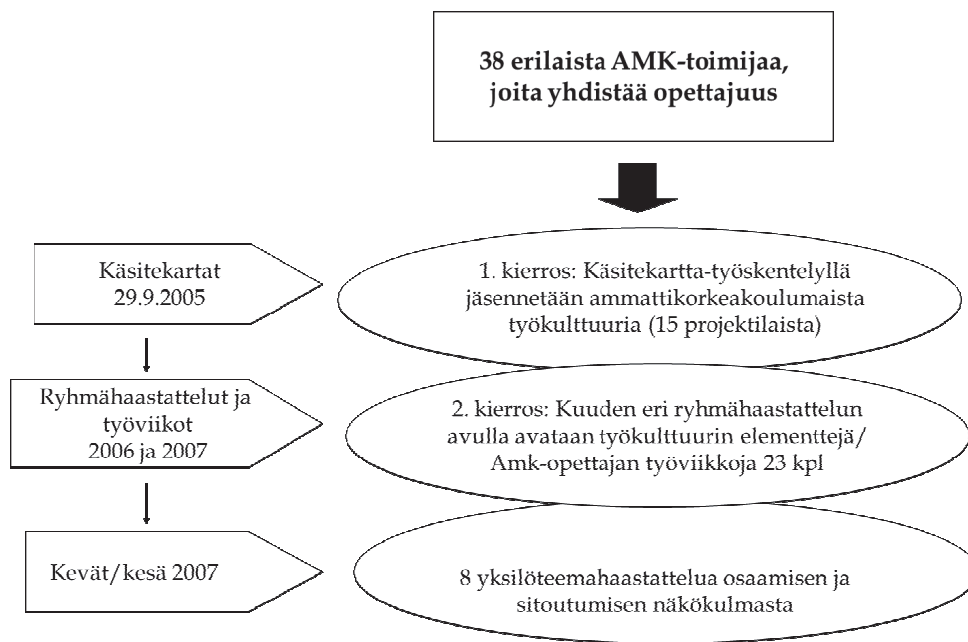 38 erilaista AMK-toimijaa,
joita yhdistää opettajuus
Käsitekartat
29.9.2005
1. kierros: Käsitekartta-työskentelyllä
jäsennetään ammattikorkeakoulumaista
työkulttuuria (15 projektilaista)
Ryhmähaastattelut ja
työviikot
2006 ja 2007
2. kierros: Kuuden eri ryhmähaastattelun
avulla avataan työkulttuurin elementtejä/
Amk-opettajan työviikkoja 23 kpl
Kevät/kesä 2007
8 yksilöteemahaastattelua osaamisen ja
sitoutumisen näkökulmasta